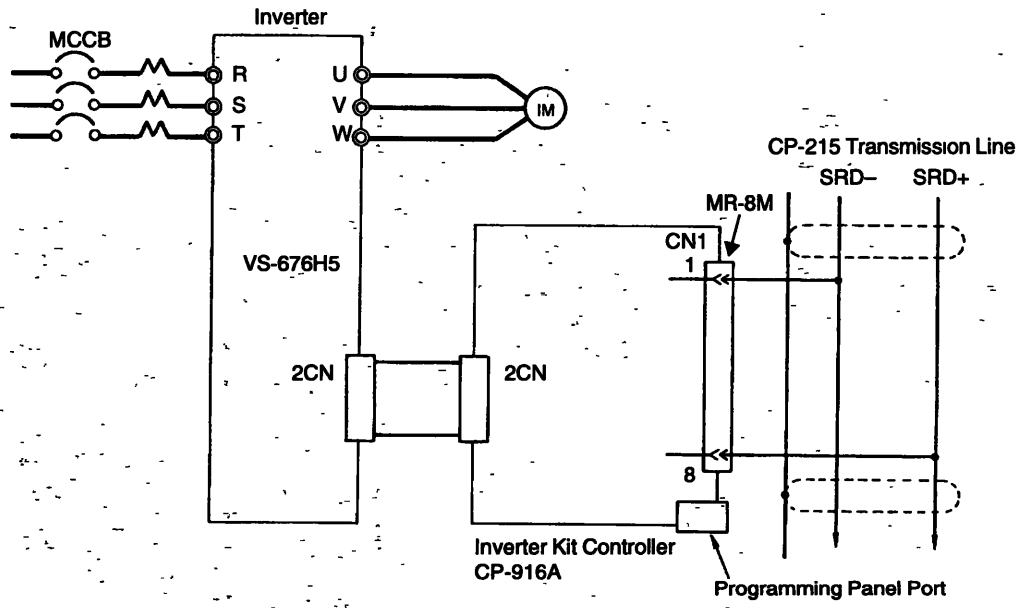 Inverter
MCCB
R
U
S
V
IM
T
W
CP-215 Transmission Line
SRD–
SRD+
MR-8M
CN1
1
VS-676H5
2CN
2CN
8
Inverter Kit Controller
CP-916A
Programming Panel Port